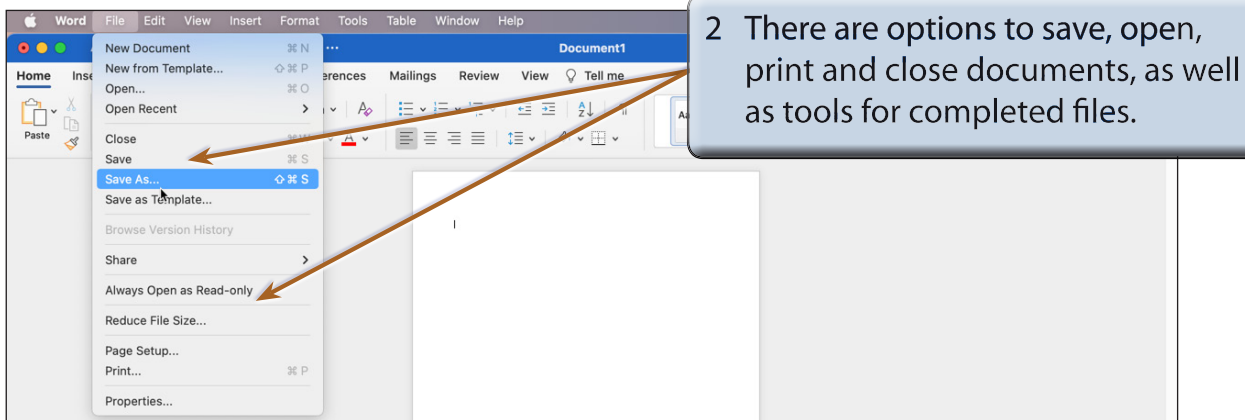 Word File Edit View Insert Format Tools Table Window Help
Document1
Home Inse erences Mailings Review View Tell me
Paste
New Document ⌘ N
New from Template... ⇧ ⌘ P
Open... ⌘ O
Open Recent >
Close
Save ⌘ S
Save As... ⇧ ⌘ S
Save as Template...
Browse Version History
Share >
Always Open as Read-only
Reduce File Size...
Page Setup...
Print... ⌘ P
Properties...
2 There are options to save, open,
print and close documents, as well
as tools for completed files.